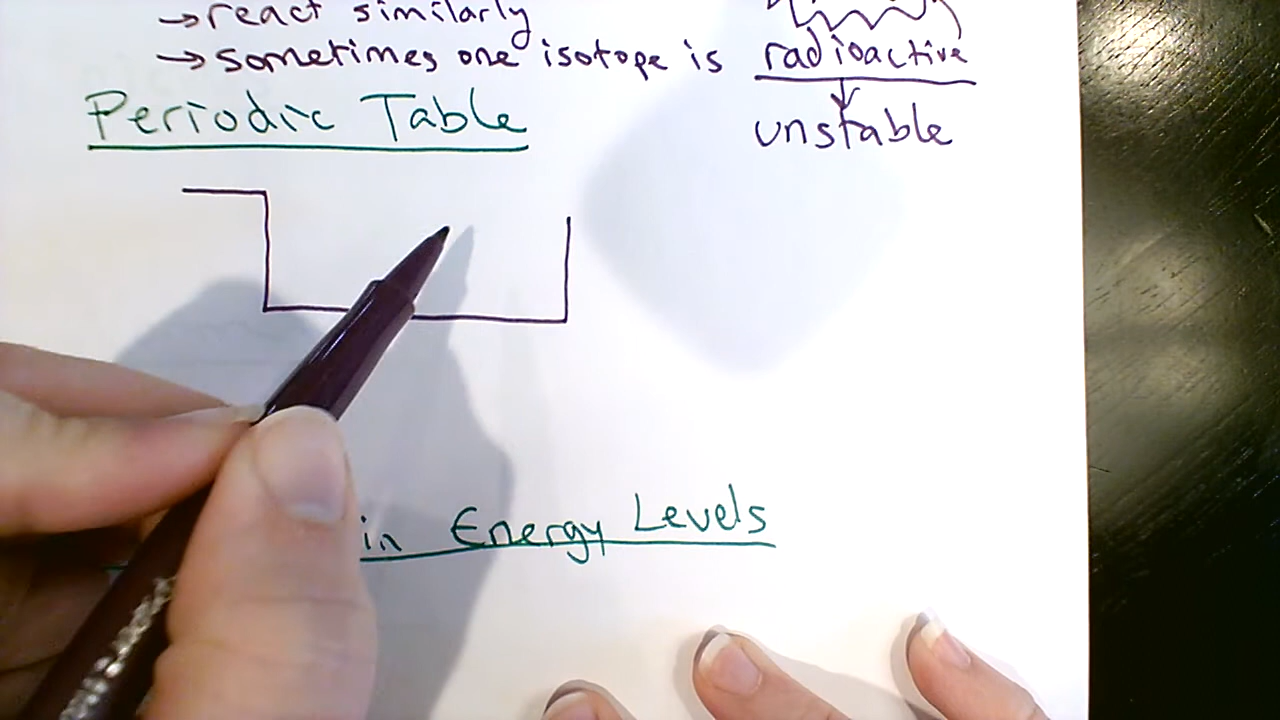 →react similarly
→sometimes one isotope is radioactive
Periodic Table
unstable
in Energy Levels